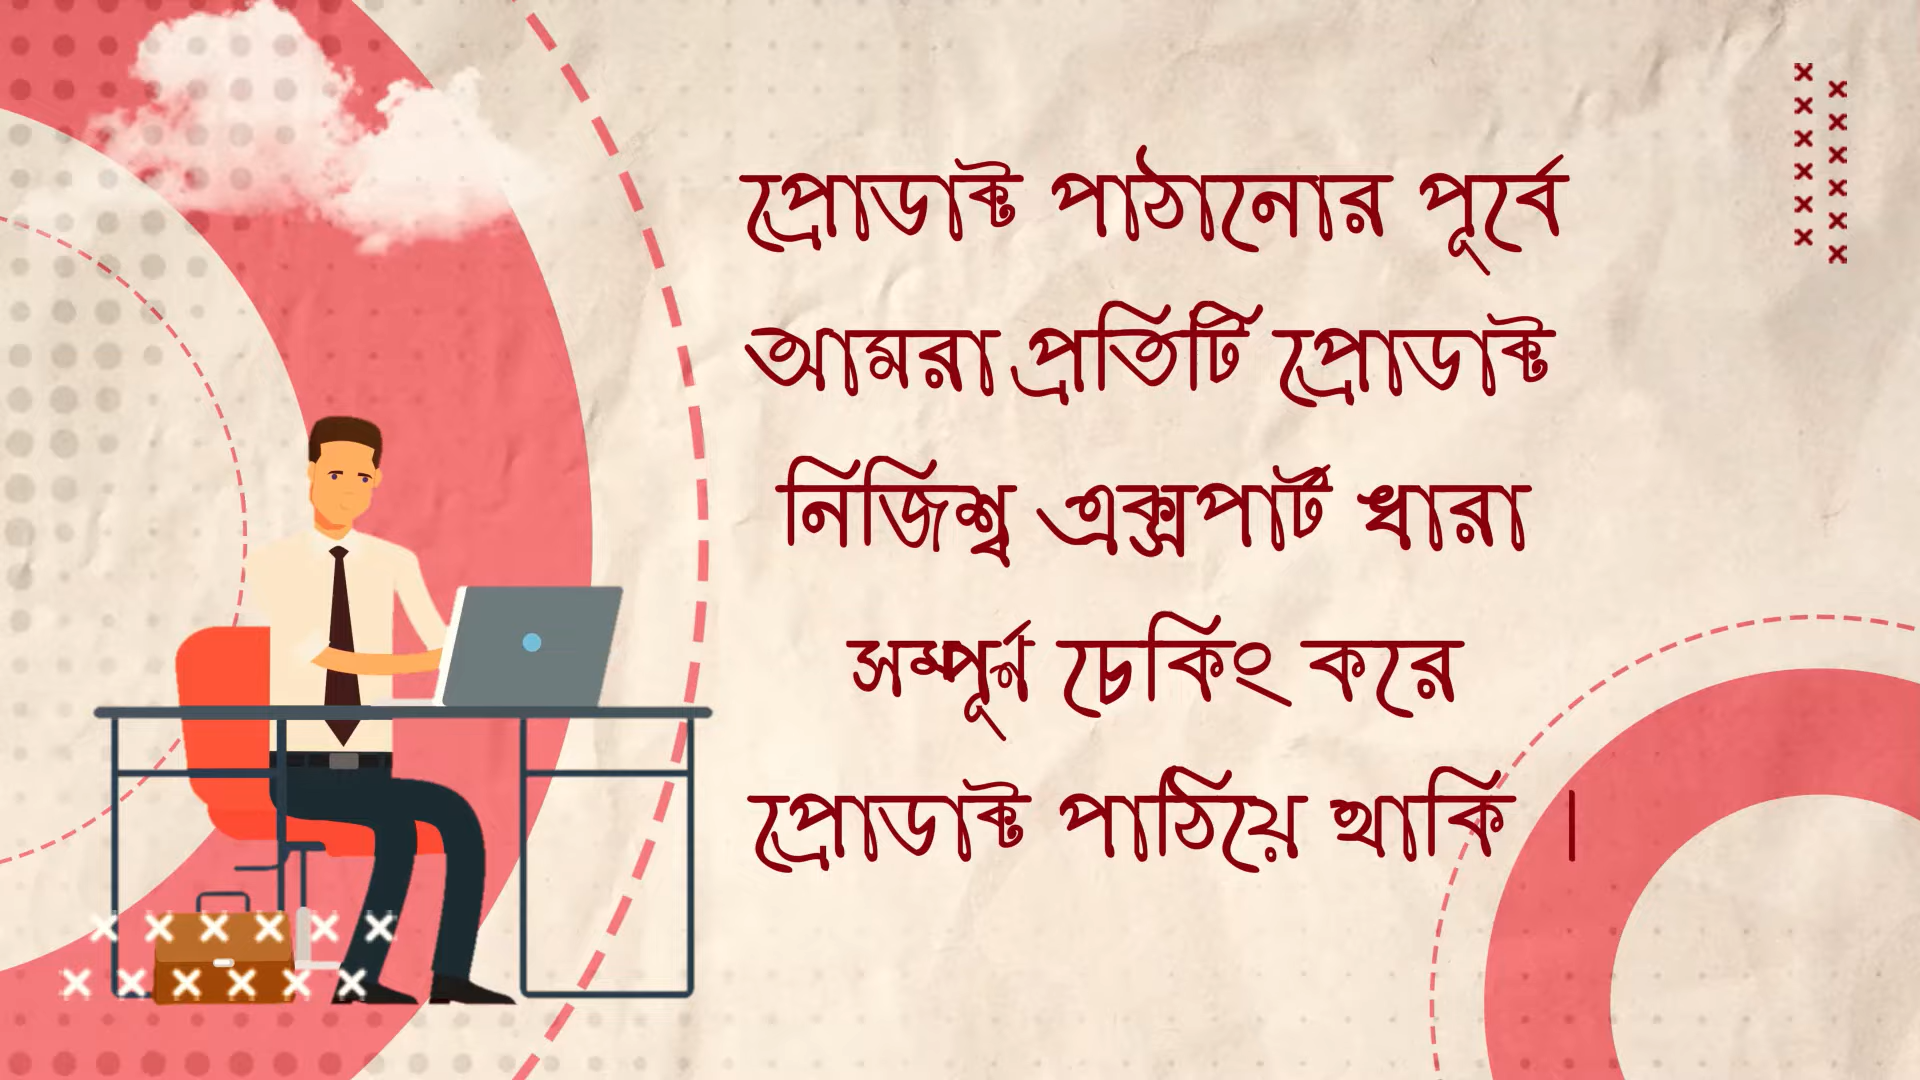 প্রোডাক্ট পাঠানোর পূর্বে
আমরা প্রতিটি প্রোডাক্ট
নিজিশ্ব এক্সপার্ট ধারা
সম্পূর্ণ চেকিং করে
প্রোডাক্ট পাঠিয়ে থাকি ।